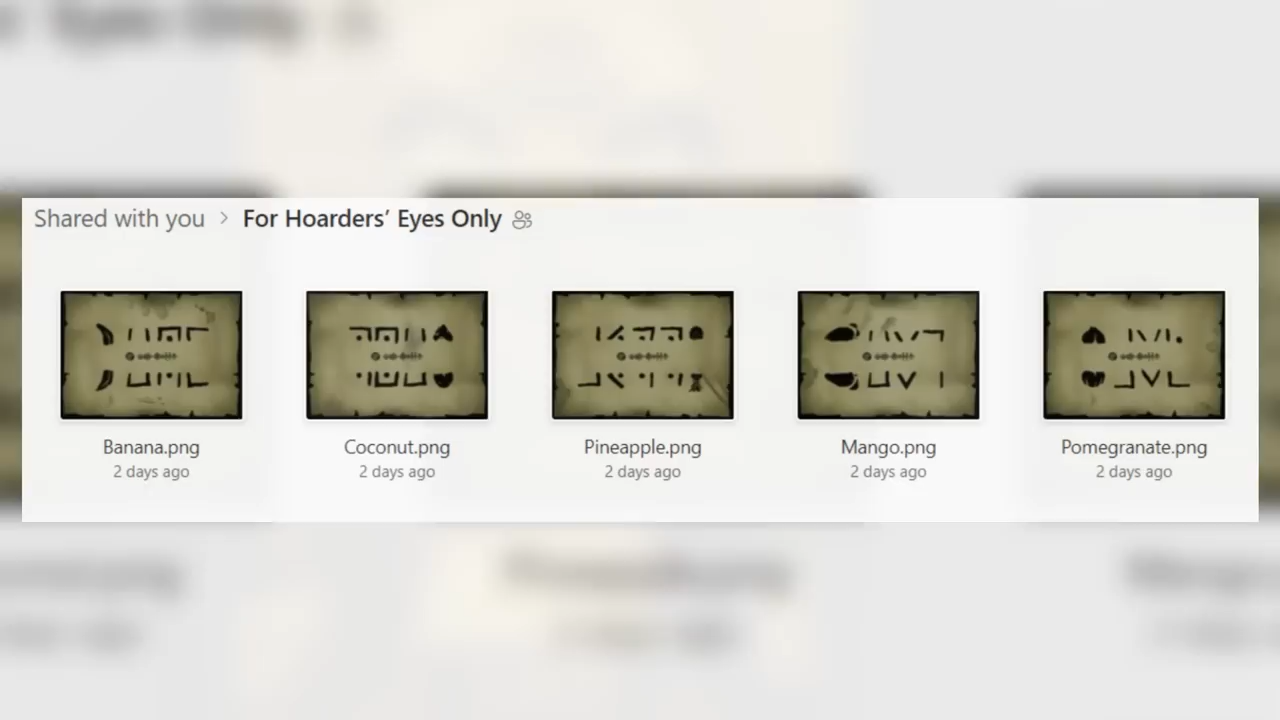 Shared with you > For Hoarders’ Eyes Only
Banana.png
2 days ago
Coconut.png
2 days ago
Pineapple.png
2 days ago
Mango.png
2 days ago
Pomegranate.png
2 days ago